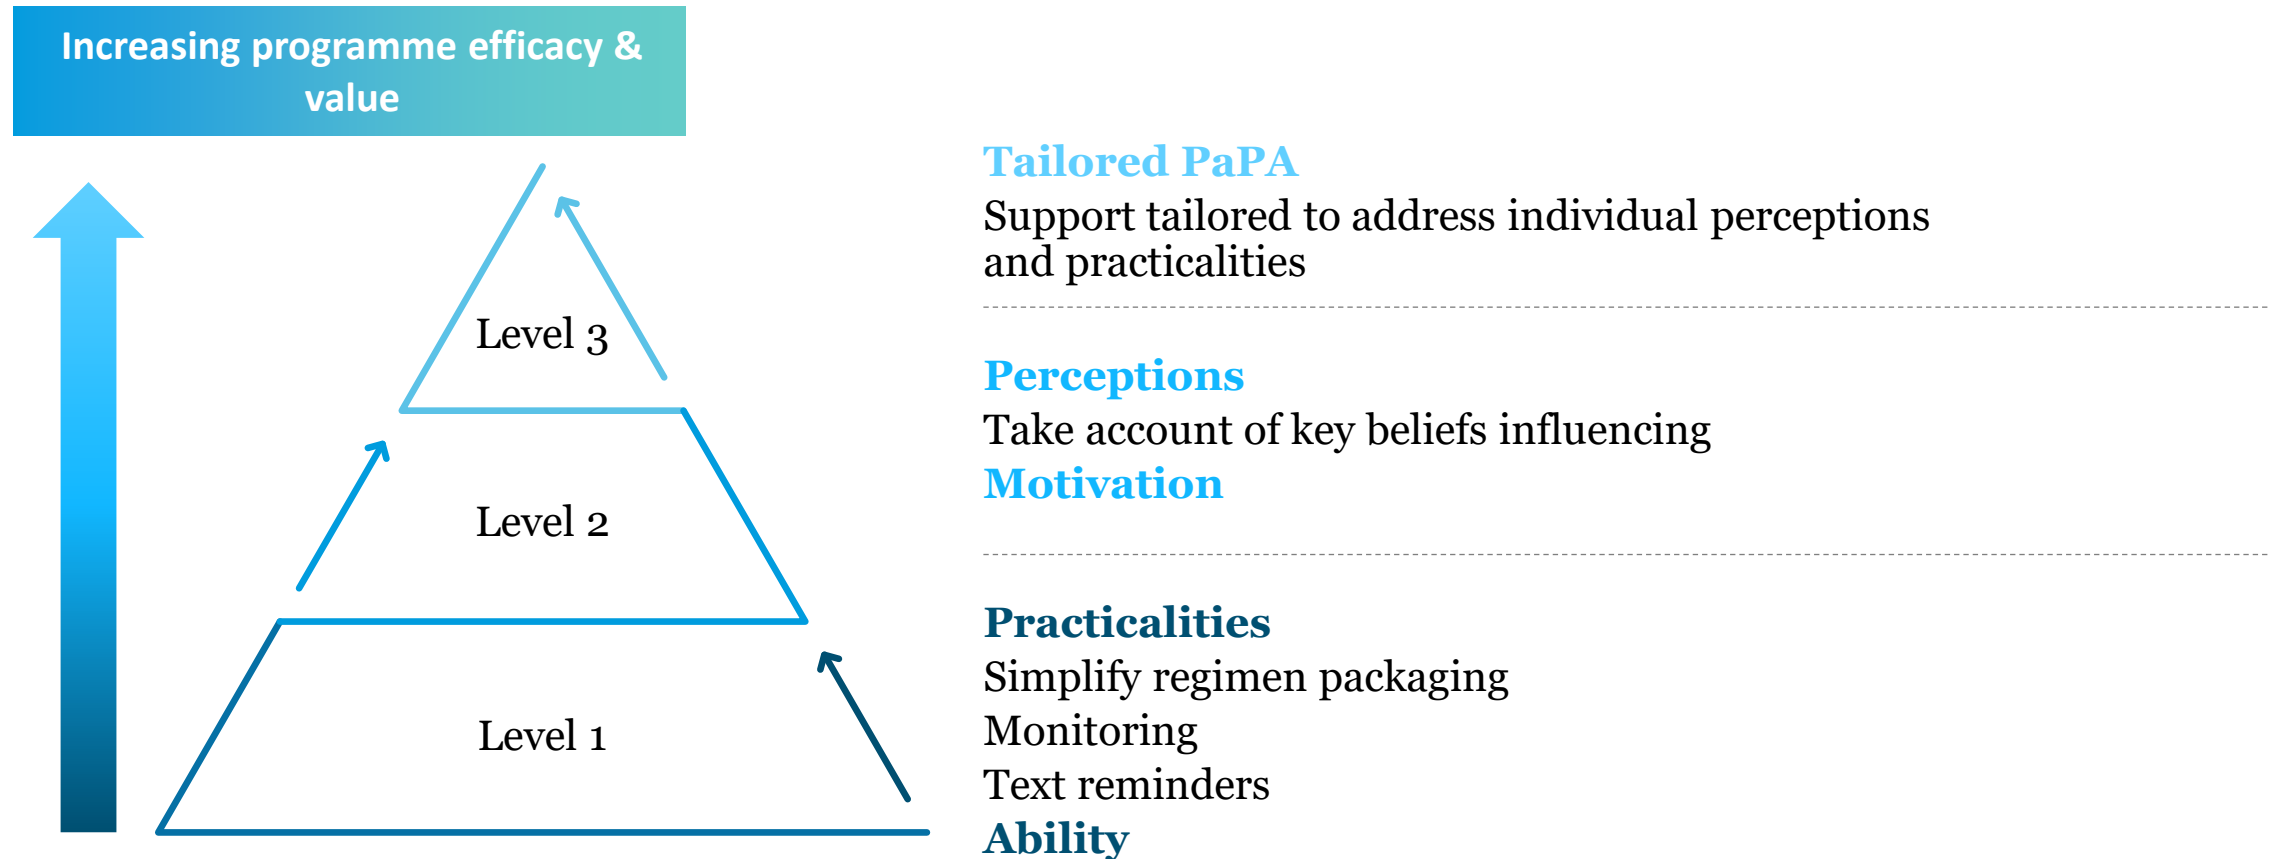 Increasing programme efficacy &
value
Tailored PaPA
Support tailored to address individual perceptions
and practicalities
Level 3
Perceptions
Take account of key beliefs influencing
Motivation
Level 2
Practicalities
Simplify regimen packaging
Monitoring
Text reminders
Ability
Level 1